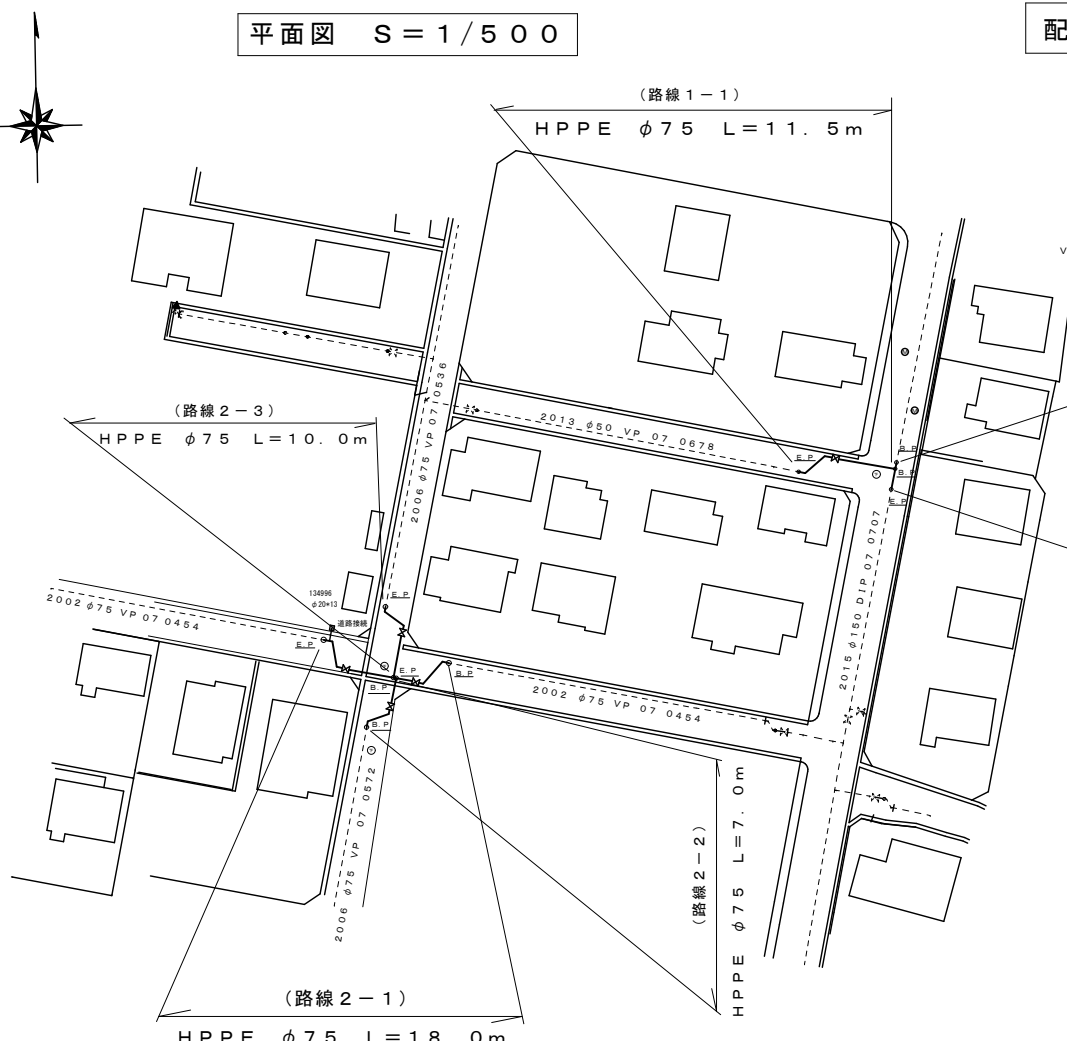 平面図 S=1/500
配
(路線1-1)
HPPE φ75 L=11.5m
V
(路線2-3)
HPPE φ75 L=10.0m
2006 φ75 VP 07 0536
2013 φ50 VP 07 0678
E.P
B.P
B.P
E.P
2015 φ150 DIP 07 0707
134996
φ20*13
道路接続
E.P
2002 φ75 VP 07 0454
E.P
E.P
B.P
B.P
B.P
2002 φ75 VP 07 0454
2006 φ75 VP 07 0572
(路線2-2)
HPPE φ75 L=7.0m
(路線2-1)
HPPE φ75 L=18.0m